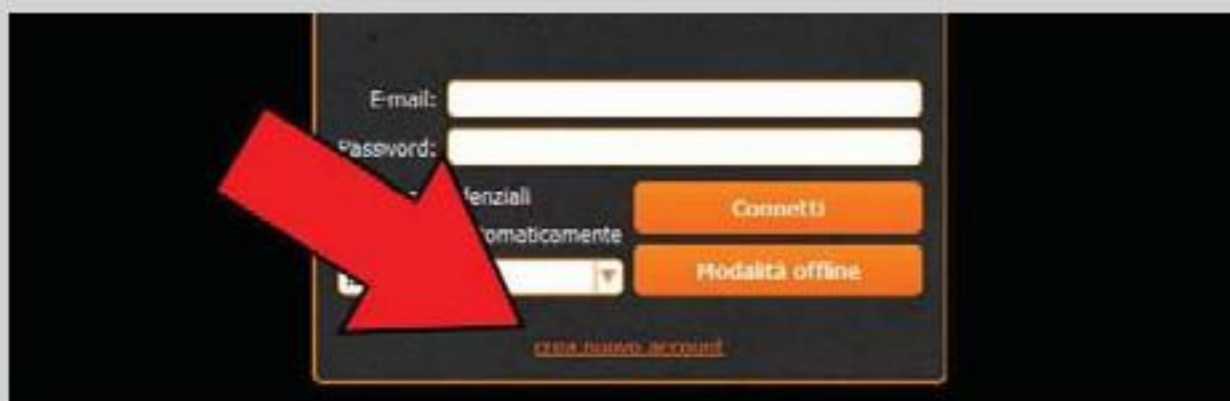 E-mail:
Password:
Connetti
Modalità offline
crea nuovo account